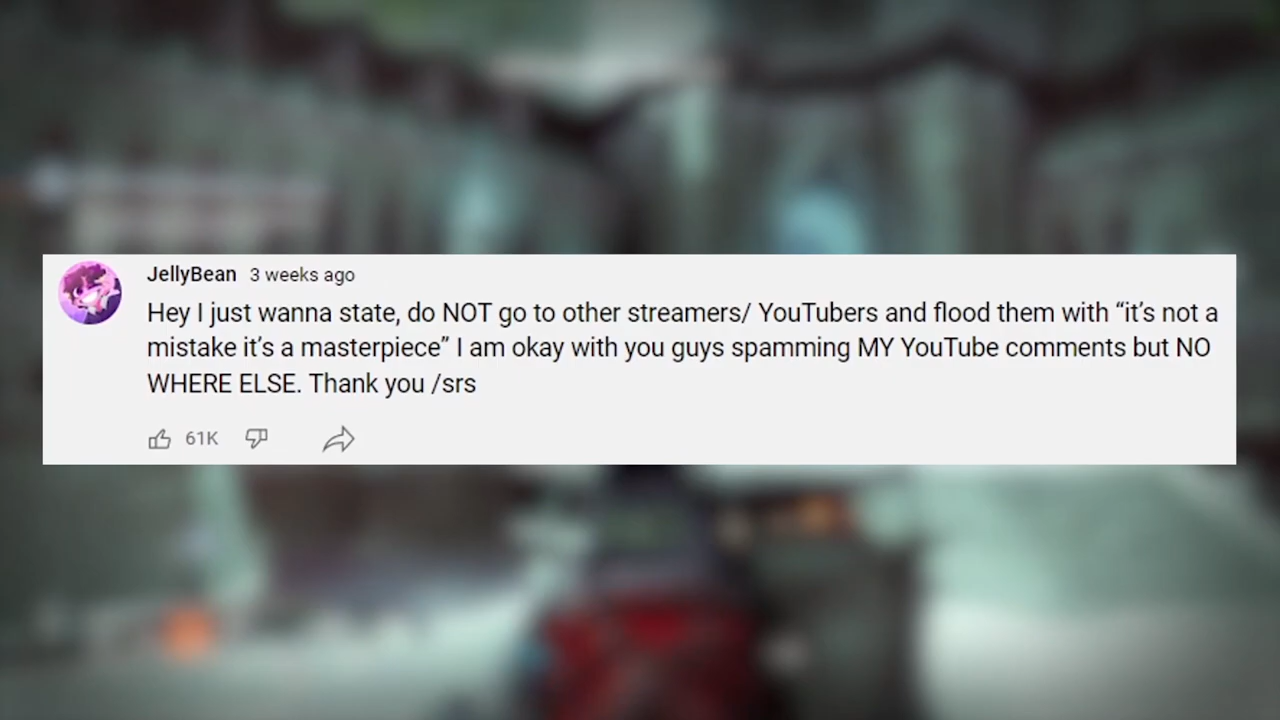 JellyBean 3 weeks ago
Hey I just wanna state, do NOT go to other streamers/ YouTubers and flood them with “it’s not a
mistake it’s a masterpiece” I am okay with you guys spamming MY YouTube comments but NO
WHERE ELSE. Thank you /srs
61K